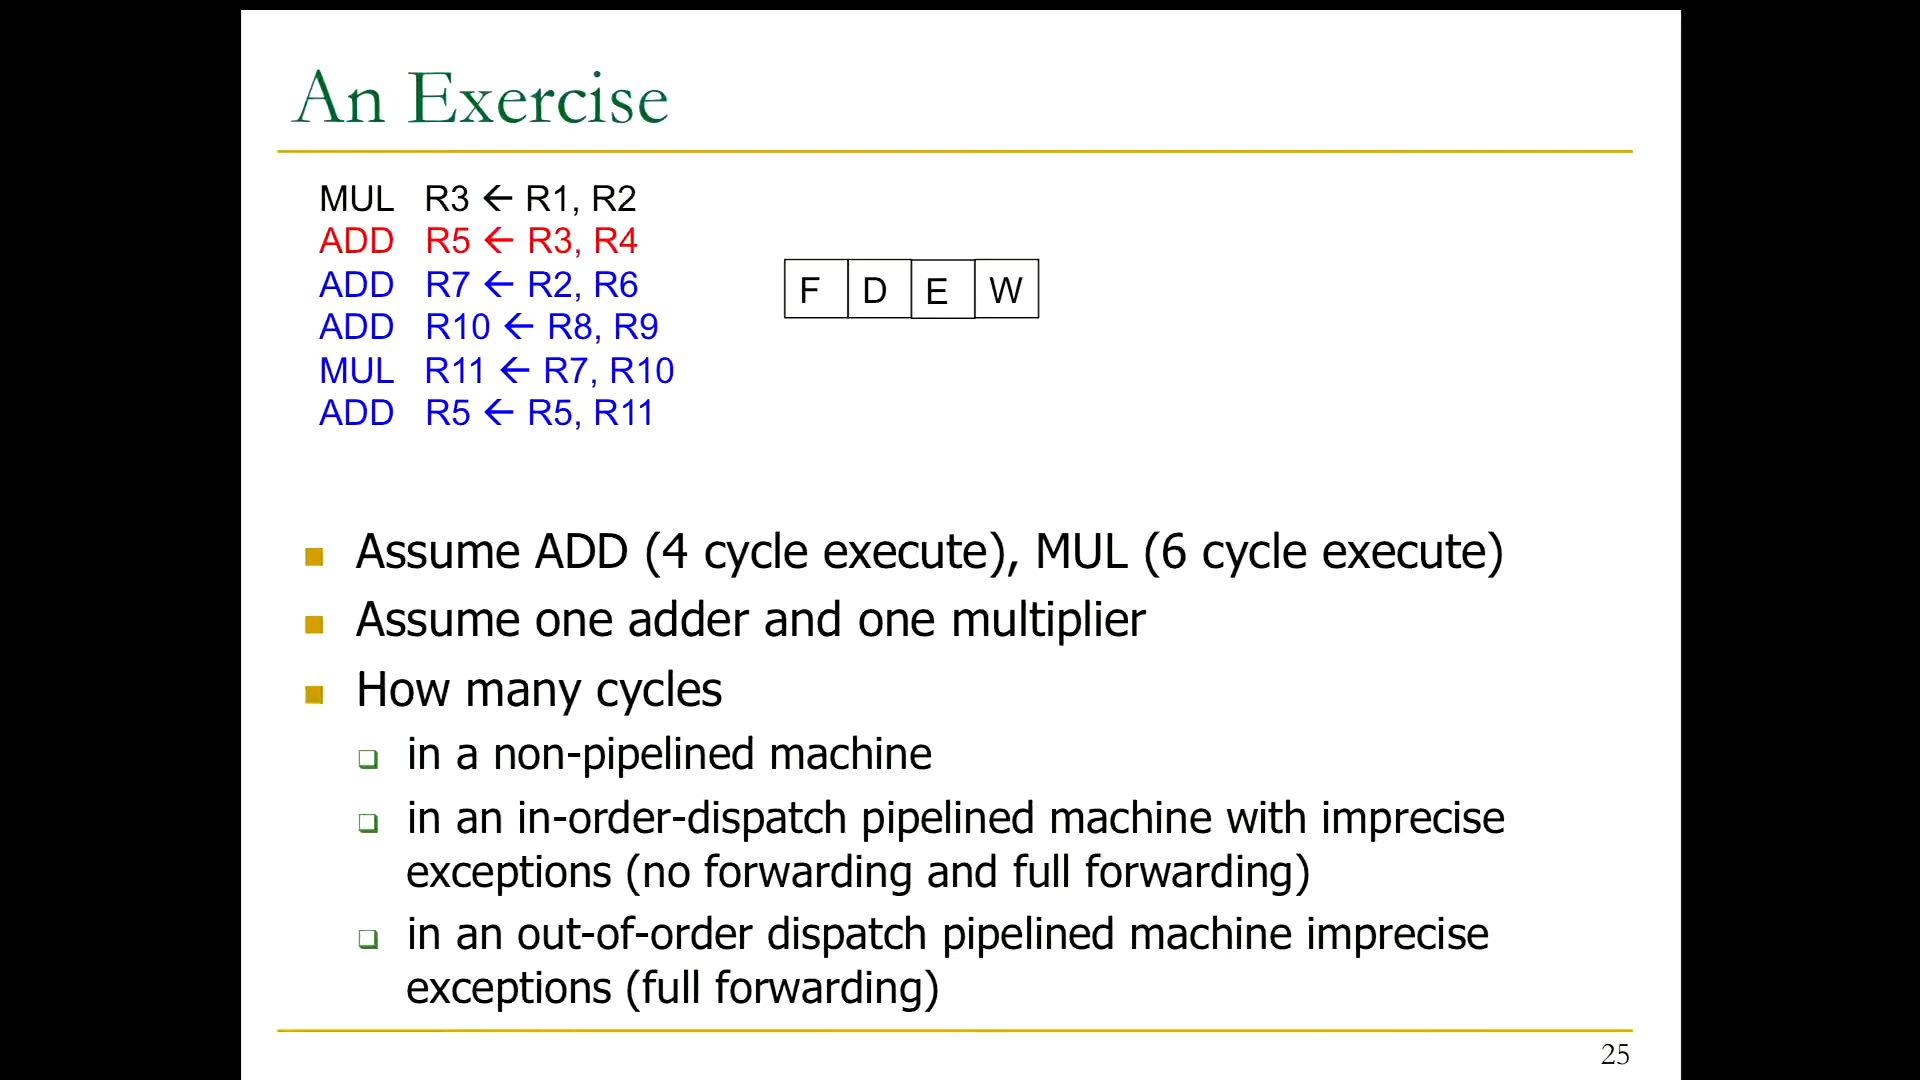 An Exercise
MUL R3 ← R1, R2
ADD R5 ← R3, R4
ADD R7 ← R2, R6
ADD R10 ← R8, R9
MUL R11 ← R7, R10
ADD R5 ← R5, R11
F D E W
Assume ADD (4 cycle execute), MUL (6 cycle execute)
Assume one adder and one multiplier
How many cycles
in a non-pipelined machine
in an in-order-dispatch pipelined machine with imprecise
exceptions (no forwarding and full forwarding)
in an out-of-order dispatch pipelined machine imprecise
exceptions (full forwarding)
25